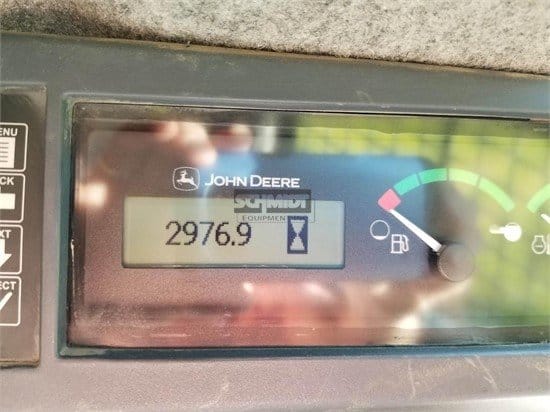 ENU
CK
XT
ECT
JOHN DEERE
SCHMIDT
EQUIPMENT
2976.9